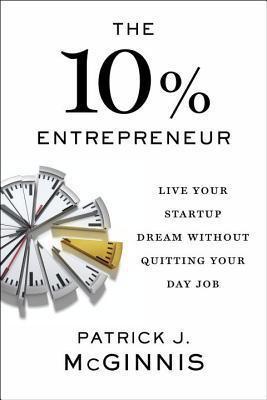 THE
10%
ENTREPRENEUR
LIVE YOUR
STARTUP
DREAM WITHOUT
QUITTING YOUR
DAY JOB
PATRICK J.
McGINNIS